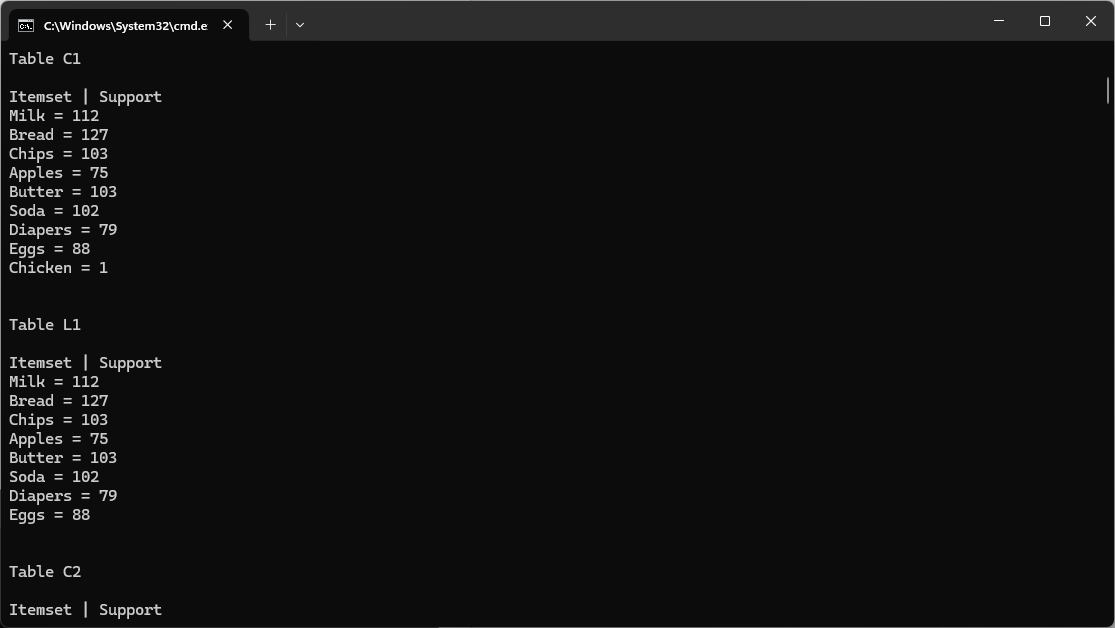 C:\Windows\System32\cmd.e
Table C1
Itemset | Support
Milk = 112
Bread = 127
Chips = 103
Apples = 75
Butter = 103
Soda = 102
Diapers = 79
Eggs = 88
Chicken = 1
Table L1
Itemset | Support
Milk = 112
Bread = 127
Chips = 103
Apples = 75
Butter = 103
Soda = 102
Diapers = 79
Eggs = 88
Table C2
Itemset | Support